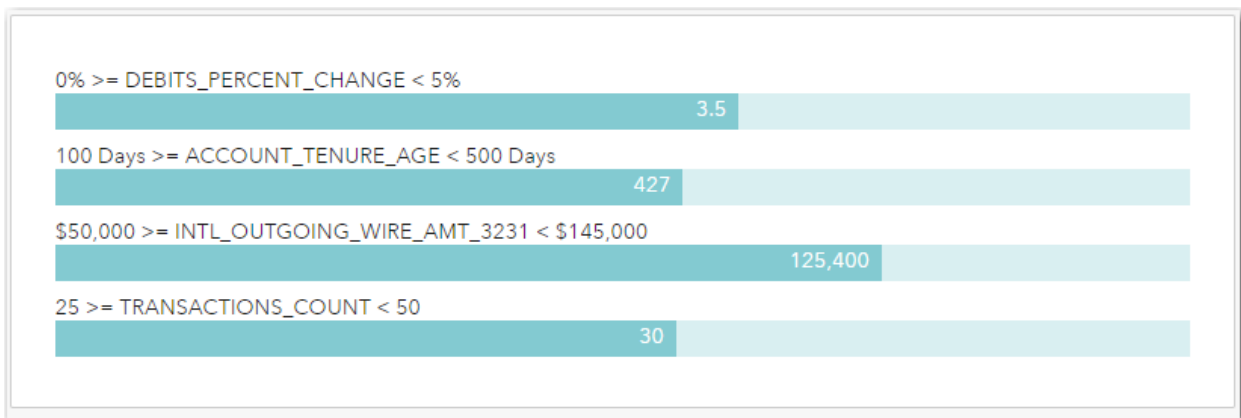 0% >= DEBITS_PERCENT_CHANGE < 5%
3.5
100 Days >= ACCOUNT_TENURE_AGE < 500 Days
427
$50,000 >= INTL_OUTGOING_WIRE_AMT_3231 < $145,000
125,400
25 >= TRANSACTIONS_COUNT < 50
30